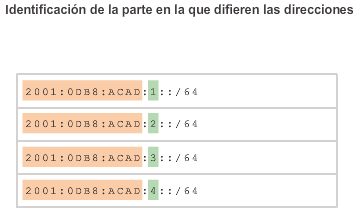 Identificación de la parte en la que difieren las direcciones
2001:0DB8:ACAD:1::/64
2001:0DB8:ACAD:2::/64
2001:0DB8:ACAD:3::/64
2001:0DB8:ACAD:4::/64